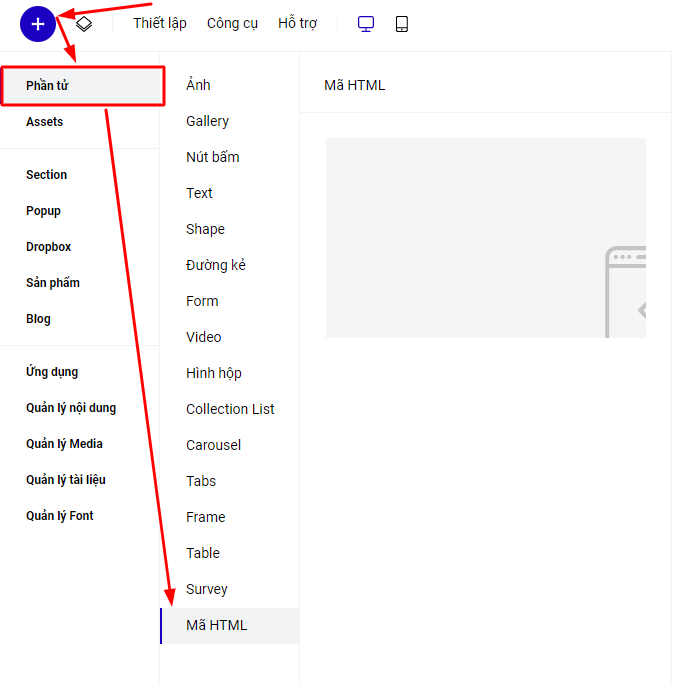 Thiết lập Công cụ Hỗ trợ
Phần tử
Assets
Section
Popup
Dropbox
Sản phẩm
Blog
Ứng dụng
Quản lý nội dung
Quản lý Media
Quản lý tài liệu
Quản lý Font
Ảnh
Gallery
Nút bấm
Text
Shape
Đường kẻ
Form
Video
Hình hộp
Collection List
Carousel
Tabs
Frame
Table
Survey
Mã HTML
Mã HTML